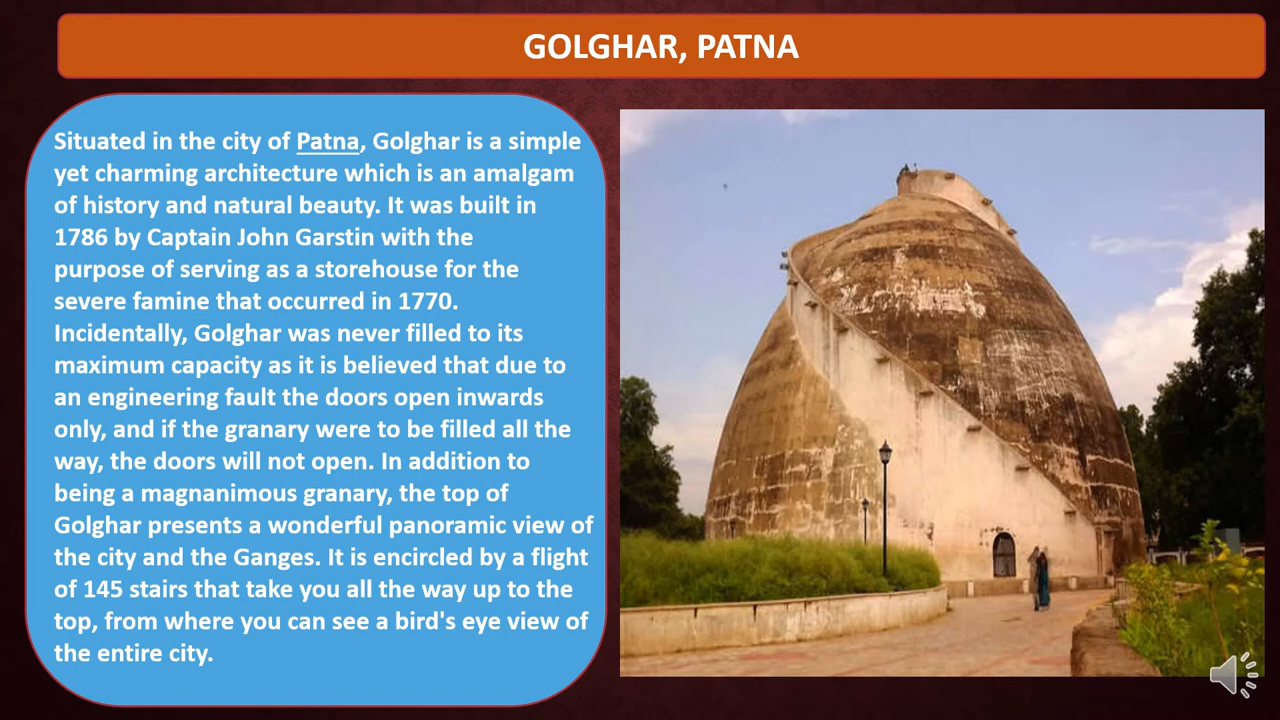 GOLGHAR, PATNA
Situated in the city of Patna, Golghar is a simple
yet charming architecture which is an amalgam
of history and natural beauty. It was built in
1786 by Captain John Garstin with the
purpose of serving as a storehouse for the
severe famine that occurred in 1770.
Incidentally, Golghar was never filled to its
maximum capacity as it is believed that due to
an engineering fault the doors open inwards
only, and if the granary were to be filled all the
way, the doors will not open. In addition to
being a magnanimous granary, the top of
Golghar presents a wonderful panoramic view of
the city and the Ganges. It is encircled by a flight
of 145 stairs that take you all the way up to the
top, from where you can see a bird's eye view of
the entire city.